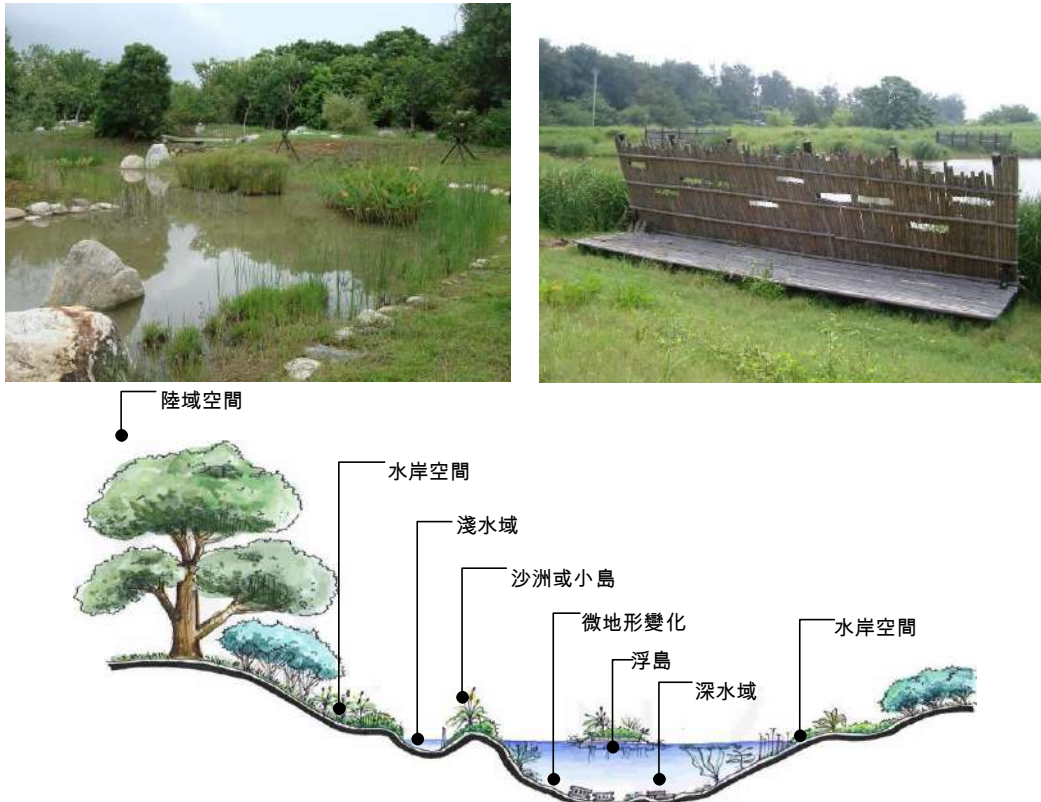 陸域空間
水岸空間
淺水域
沙洲或小島
微地形變化
水岸空間
浮島
深水域